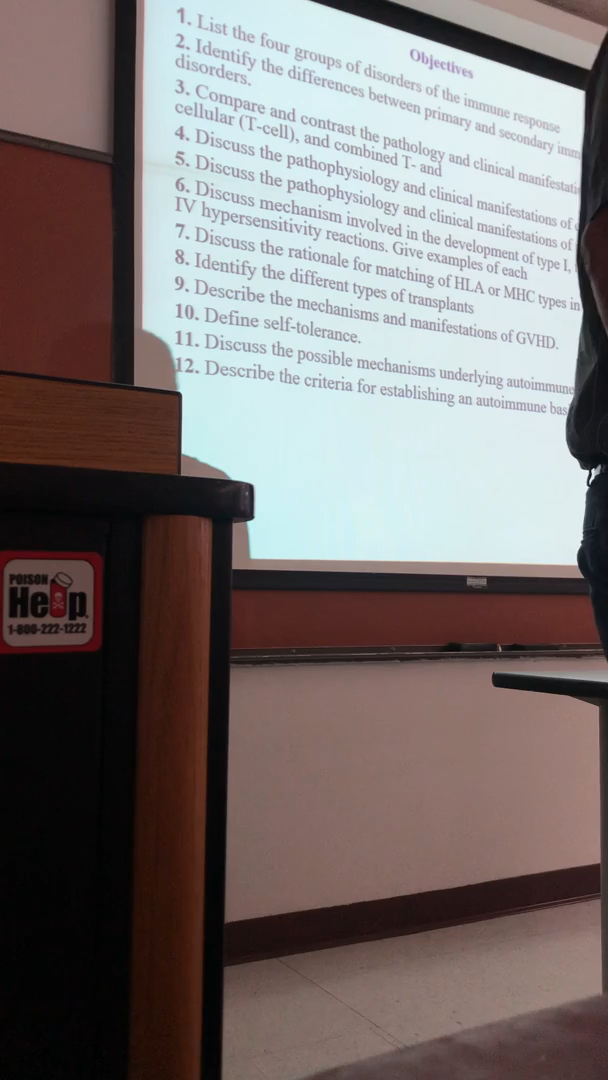 Objectives
1. List the four groups of disorders of the immune response
2. Identify the differences between primary and secondary
disorders.
3. Compare and contrast the pathology and clinical
cellular (T-cell), and combined T- and
4. Discuss the pathophysiology and clinical manifestations of
5. Discuss the pathophysiology and clinical manifestations of
6. Discuss mechanism involved in the development of type I,
IV hypersensitivity reactions. Give examples of each
7. Discuss the rationale for matching of HLA or MHC types in
8. Identify the different types of transplants
9. Describe the mechanisms and manifestations of GVHD.
10. Define self-tolerance.
11. Discuss the possible mechanisms underlying autoimmune
12. Describe the criteria for establishing an autoimmune
POISON
Help
1-800-222-1222